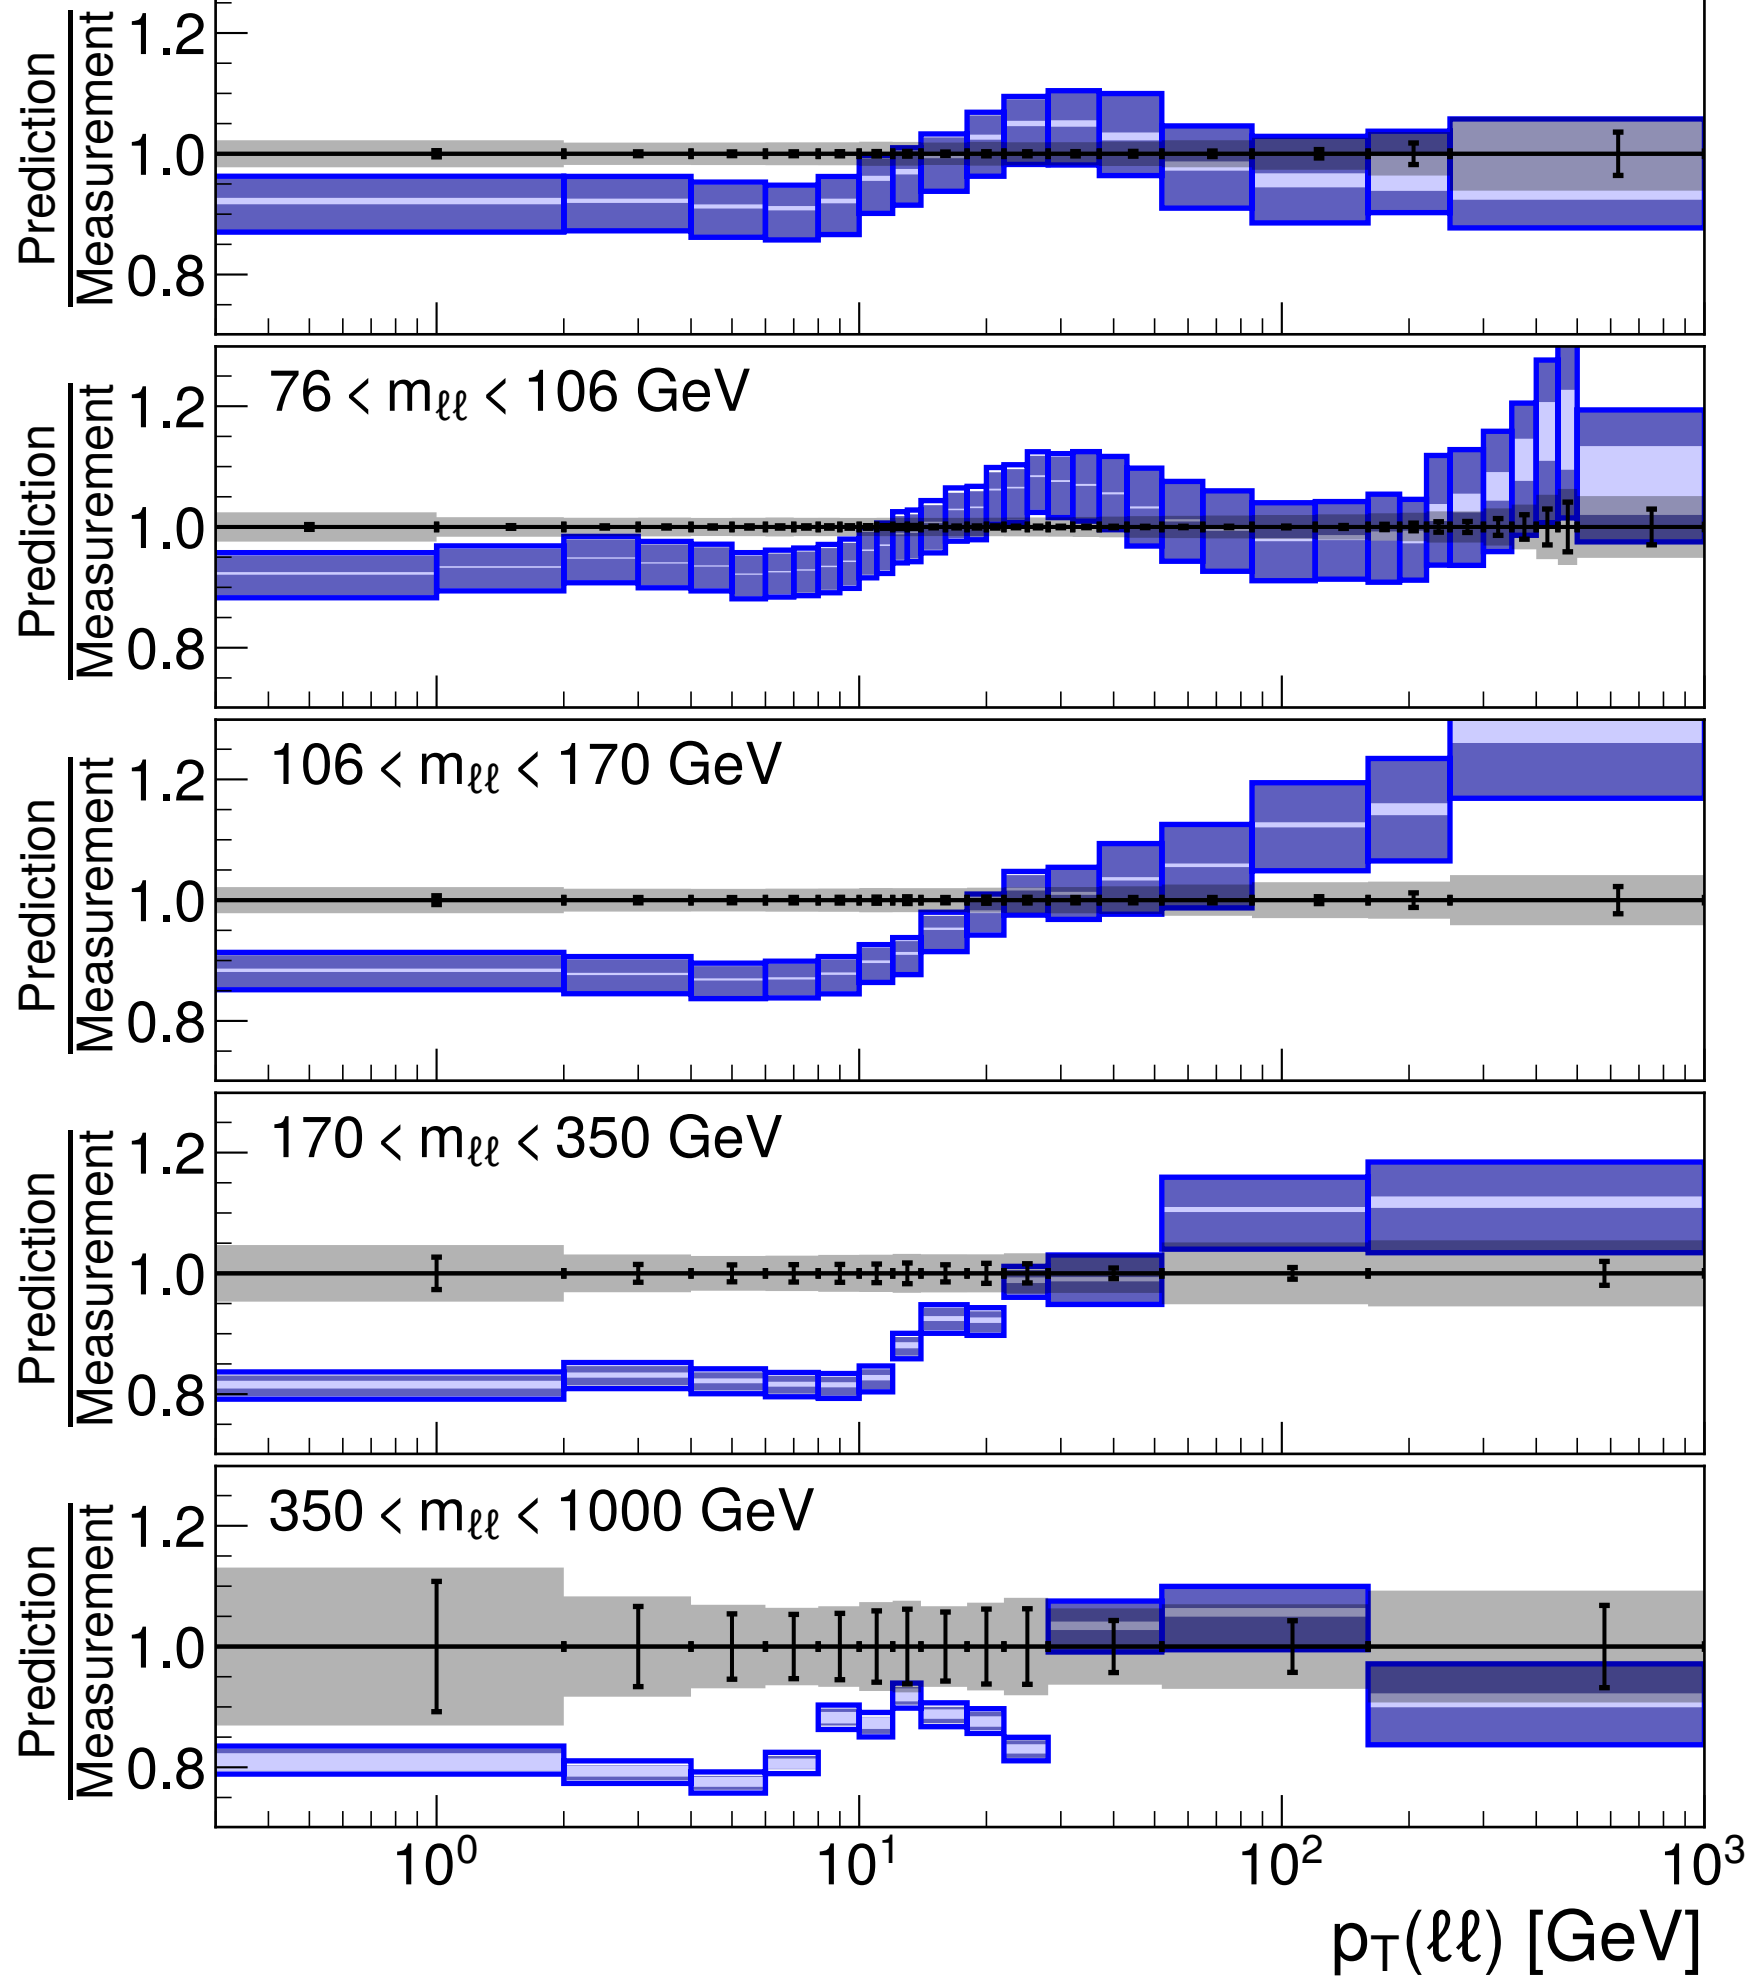 Prediction
Measurement
1.2
1.0
0.8
Prediction
Measurement
76 < mℓℓ < 106 GeV
1.2
1.0
0.8
Prediction
Measurement
106 < mℓℓ < 170 GeV
1.2
1.0
0.8
Prediction
Measurement
170 < mℓℓ < 350 GeV
1.2
1.0
0.8
Prediction
Measurement
350 < mℓℓ < 1000 GeV
1.2
1.0
0.8
10⁰ 10¹ 10² 10³
pT(ℓℓ) [GeV]